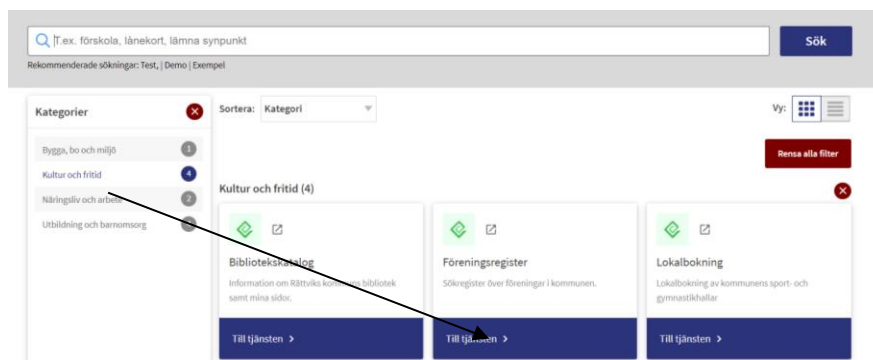 T.ex. förskola, lånekort, lämna synpunkt
Sök
Rekommenderade sökningar: Test, | Demo | Exempel
Kategorier
Sortera: Kategori
Vy:
Bygga, bo och miljö 1
Kultur och fritid 4
Näringsliv och arbete 2
Utbildning och barnomsorg
Rensa alla filter
Kultur och fritid (4)
Bibliotekskatalog
Information om Rättviks kommuns bibliotek
samt mina sidor.
Till tjänsten >
Föreningsregister
Sökregister över föreningar i kommunen.
Till tjänsten >
Lokalbokning
Lokalbokning av kommunens sport- och
gymnastikhallar
Till tjänsten >